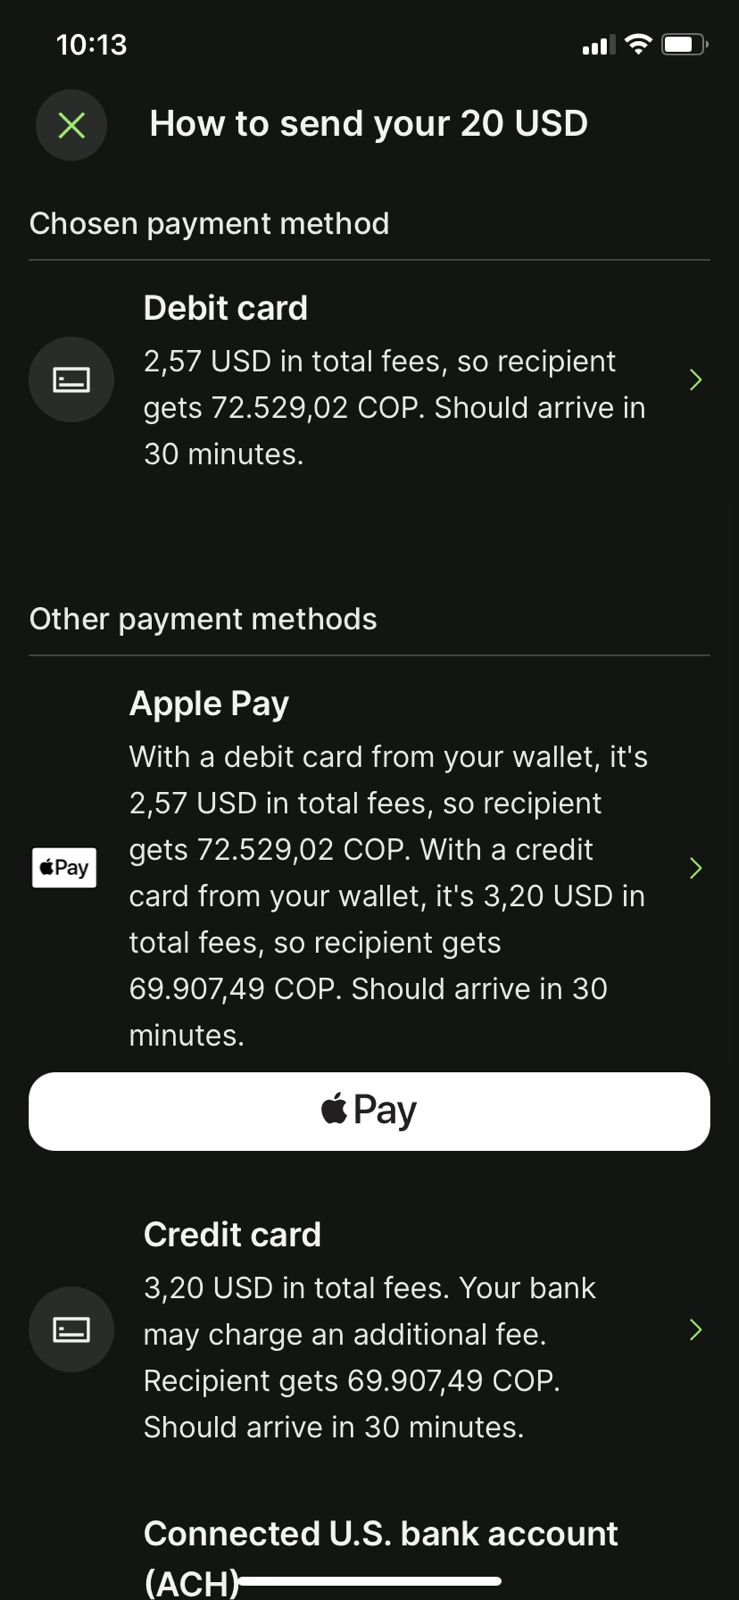 10:13
How to send your 20 USD
Chosen payment method
Debit card
2,57 USD in total fees, so recipient
gets 72.529,02 COP. Should arrive in
30 minutes.
Other payment methods
Apple Pay
With a debit card from your wallet, it's
2,57 USD in total fees, so recipient
gets 72.529,02 COP. With a credit
card from your wallet, it's 3,20 USD in
total fees, so recipient gets
69.907,49 COP. Should arrive in 30
minutes.
Pay
Pay
Credit card
3,20 USD in total fees. Your bank
may charge an additional fee.
Recipient gets 69.907,49 COP.
Should arrive in 30 minutes.
Connected U.S. bank account
(ACH)